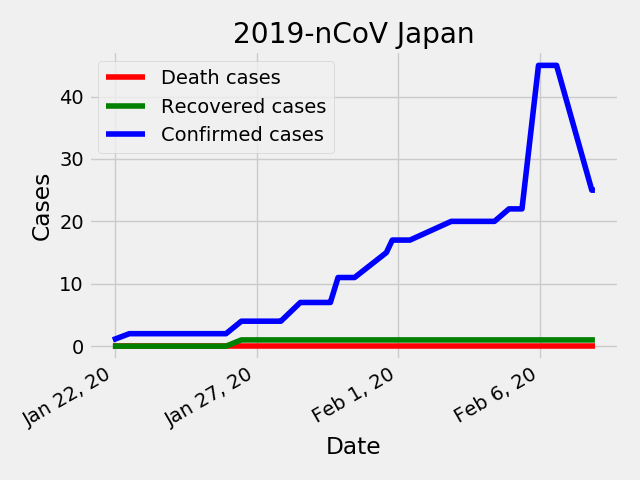 2019-nCoV Japan
Death cases
Recovered cases
Confirmed cases
Cases
40
30
20
10
0
Jan 22, 20
Jan 27, 20
Feb 1, 20
Feb 6, 20
Date